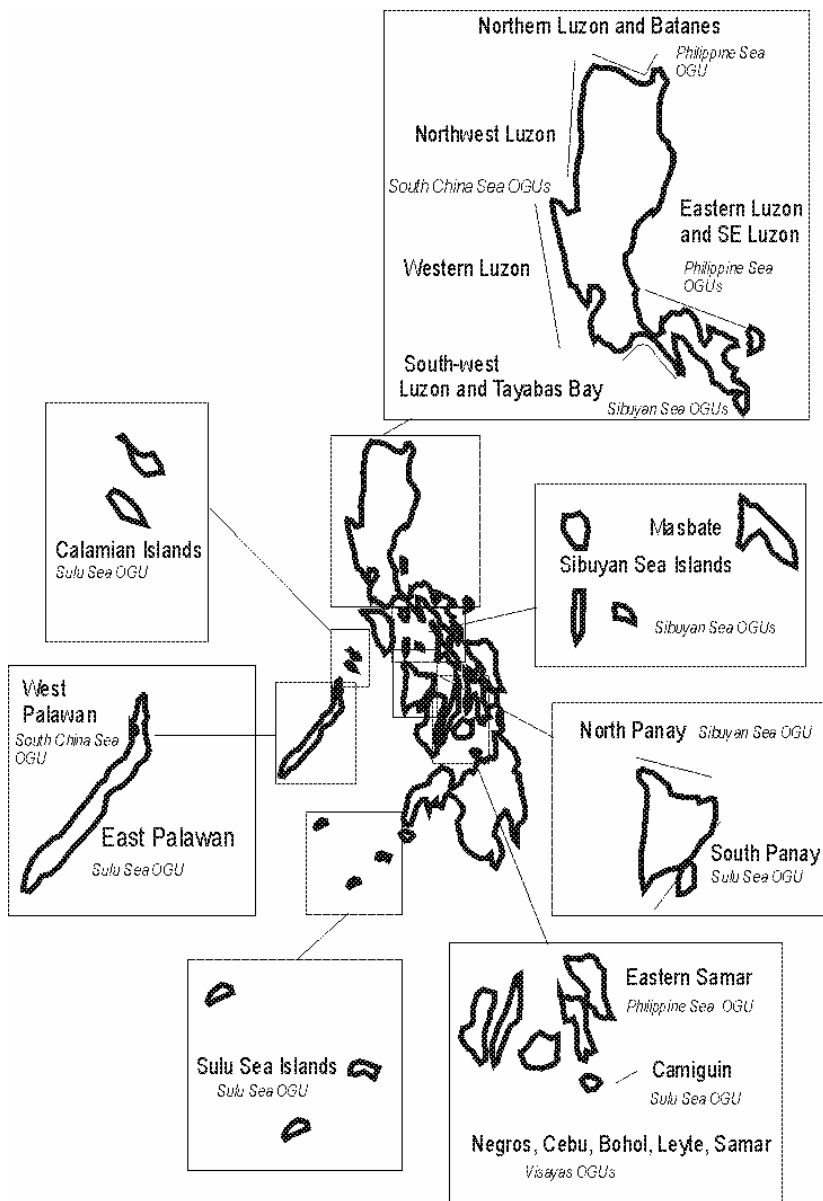 Northern Luzon and Batanes
Philippine Sea
OGU
Northwest Luzon
South China Sea OGUs
Eastern Luzon
and SE Luzon
Western Luzon
Philippine Sea
OGUs
South-west
Luzon and Tayabas Bay
Sibuyan Sea OGUs
Calamian Islands
Sulu Sea OGU
Masbate
Sibuyan Sea Islands
Sibuyan Sea OGUs
West
Palawan
South China Sea
OGU
East Palawan
Sulu Sea OGU
North Panay Sibuyan Sea OGU
South Panay
Sulu Sea OGU
Sulu Sea Islands
Sulu Sea OGU
Eastern Samar
Philippine Sea OGU
Camiguin
Sulu Sea OGU
Negros, Cebu, Bohol, Leyte, Samar
Visayas OGUs